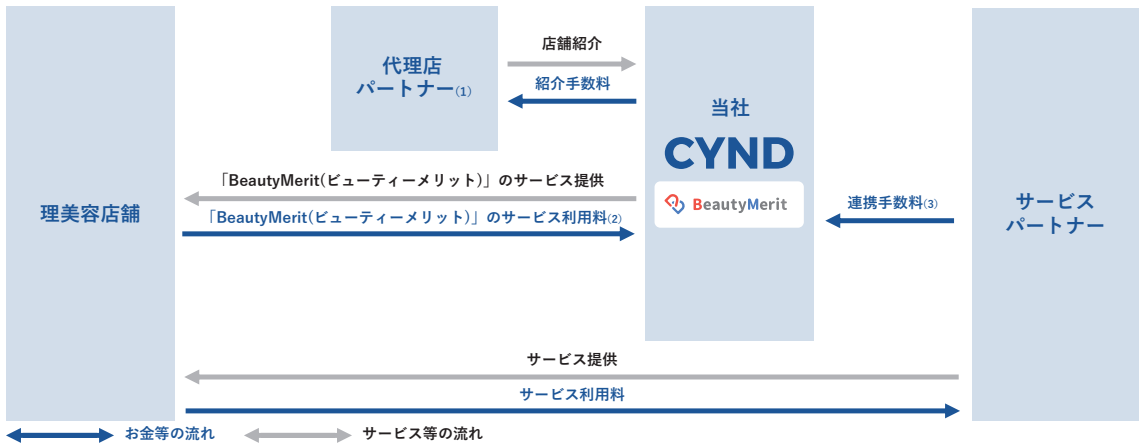 店舗紹介
代理店
パートナー(1)
紹介手数料
当社
CYND
「BeautyMerit(ビューティーメリット)」のサービス提供
BeautyMerit
理美容店舗
「BeautyMerit(ビューティーメリット)」のサービス利用料(2)
連携手数料(3)
サービス
パートナー
サービス提供
サービス利用料
お金等の流れ
サービス等の流れ